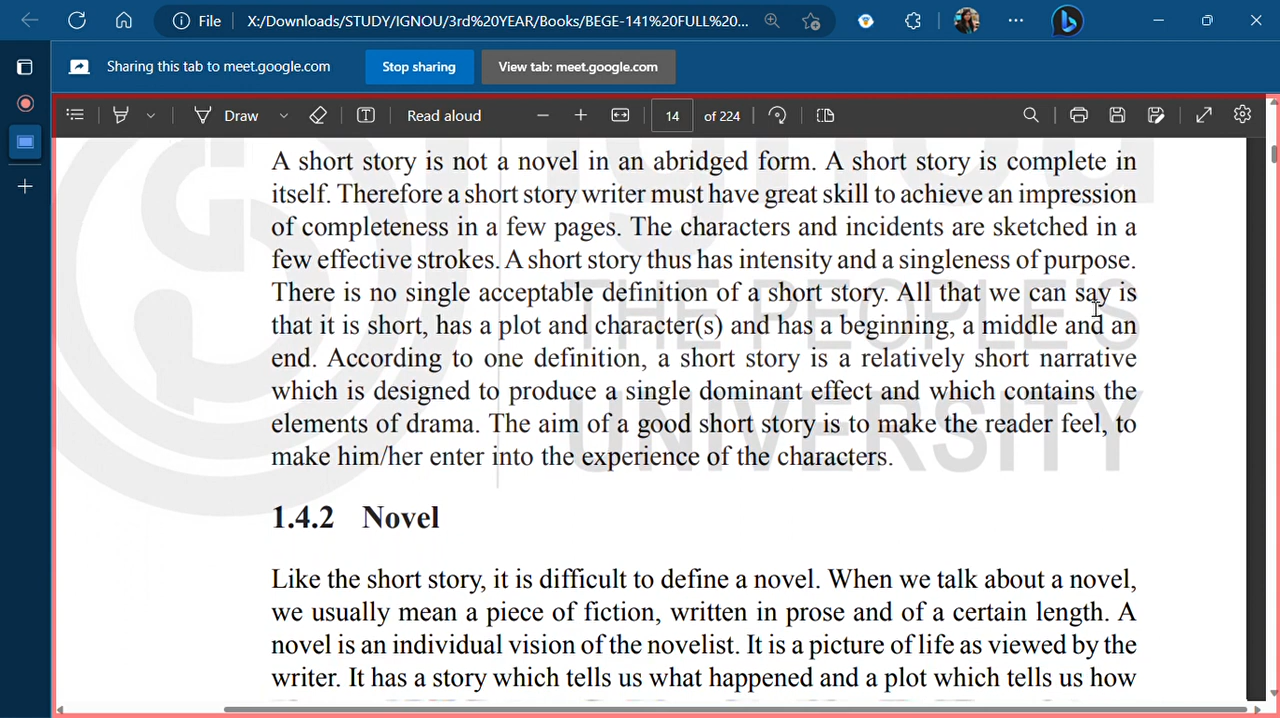 File X:/Downloads/STUDY/IGNOU/3rd%20YEAR/Books/BEGE-141%20FULL%20...
Sharing this tab to meet.google.com Stop sharing View tab: meet.google.com
Draw Read aloud 14 of 224
A short story is not a novel in an abridged form. A short story is complete in
itself. Therefore a short story writer must have great skill to achieve an impression
of completeness in a few pages. The characters and incidents are sketched in a
few effective strokes. A short story thus has intensity and a singleness of purpose.
There is no single acceptable definition of a short story. All that we can say is
that it is short, has a plot and character(s) and has a beginning, a middle and an
end. According to one definition, a short story is a relatively short narrative
which is designed to produce a single dominant effect and which contains the
elements of drama. The aim of a good short story is to make the reader feel, to
make him/her enter into the experience of the characters.
THE PEOPLE'S
UNIVERSITY
1.4.2 Novel
Like the short story, it is difficult to define a novel. When we talk about a novel,
we usually mean a piece of fiction, written in prose and of a certain length. A
novel is an individual vision of the novelist. It is a picture of life as viewed by the
writer. It has a story which tells us what happened and a plot which tells us how